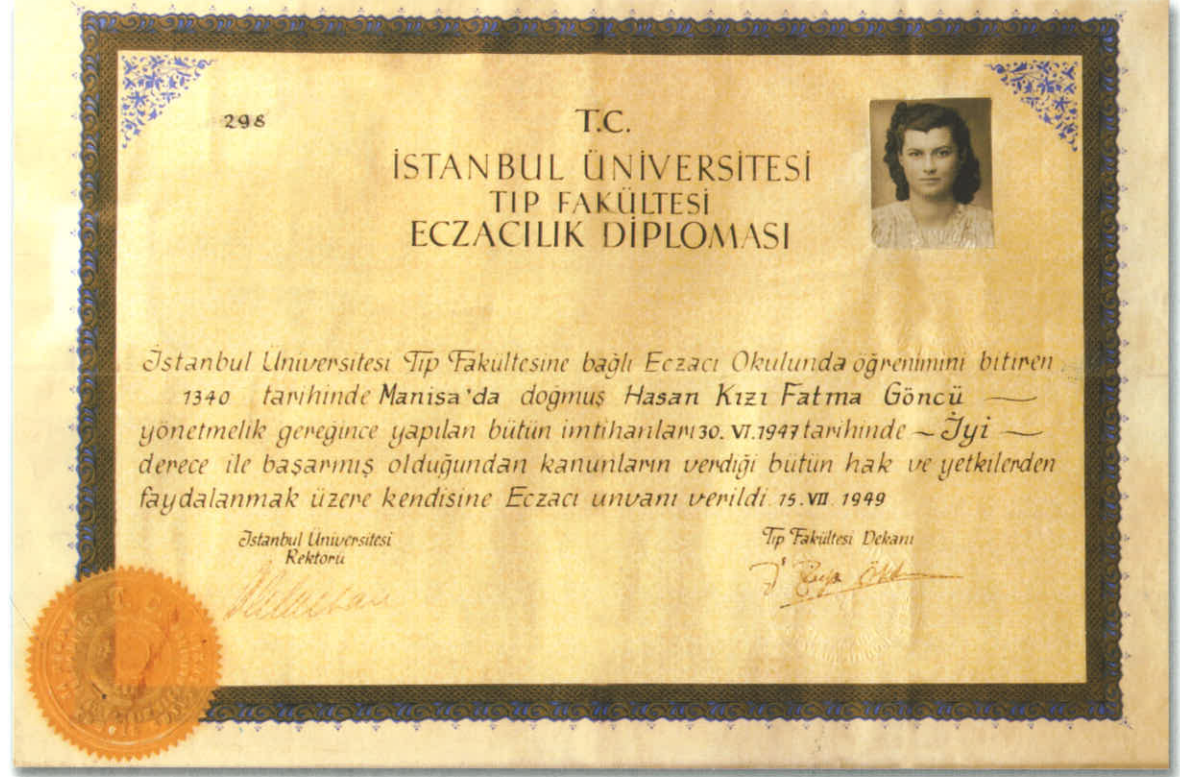 298
T.C.
İSTANBUL ÜNİVERSİTESİ
TIP FAKÜLTESİ
ECZACILIK DİPLOMASI
İstanbul Üniversitesi Tıp Fakültesine bağlı Eczacı Okulunda öğrenimini bitiren
1340 tarihinde Manisa'da doğmuş Hasan Kızı Fatma Göncü —
yönetmelik gereğince yapılan bütün imtihanları 30. VI. 1947 tarihinde — İyi —
derece ile başarmış olduğundan kanunların verdiği bütün hak ve yetkilerden
faydalanmak üzere kendisine Eczacı unvanı verildi. 15. VII. 1949
İstanbul Üniversitesi
Rektörü
Tıp Fakültesi Dekanı